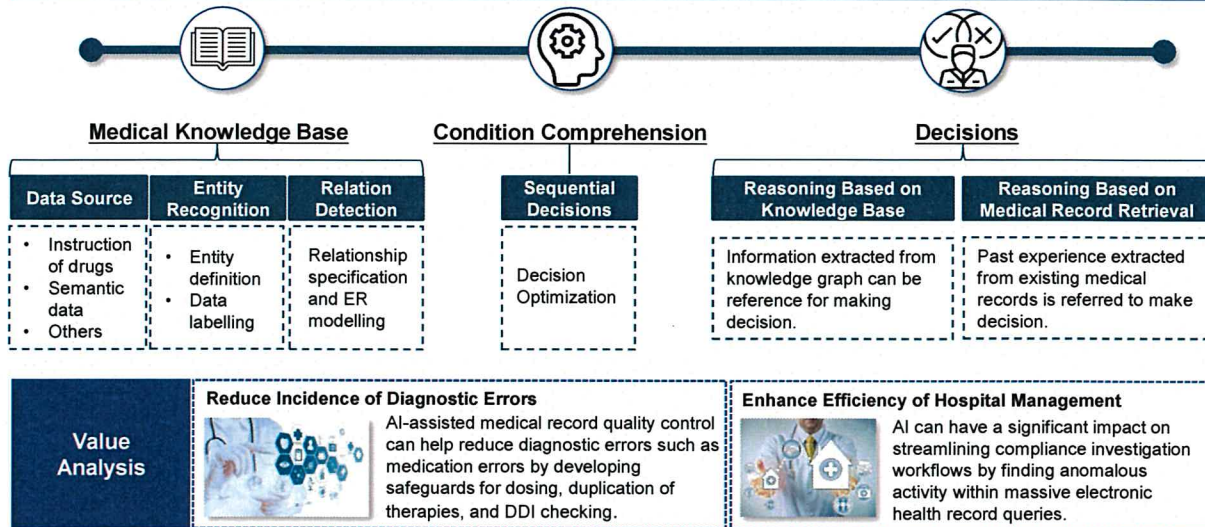 Medical Knowledge Base
Condition Comprehension
Decisions
Data Source
Entity
Recognition
Relation
Detection
Sequential
Decisions
Reasoning Based on
Knowledge Base
Reasoning Based on
Medical Record Retrieval
• Instruction
of drugs
• Semantic
data
• Others
• Entity
definition
• Data
labelling
Relationship
specification
and ER
modelling
Decision
Optimization
Information extracted from
knowledge graph can be
reference for making
decision.
Past experience extracted
from existing medical
records is referred to make
decision.
Value
Analysis
Reduce Incidence of Diagnostic Errors
AI-assisted medical record quality control
can help reduce diagnostic errors such as
medication errors by developing
safeguards for dosing, duplication of
therapies, and DDI checking.
Enhance Efficiency of Hospital Management
AI can have a significant impact on
streamlining compliance investigation
workflows by finding anomalous
activity within massive electronic
health record queries.